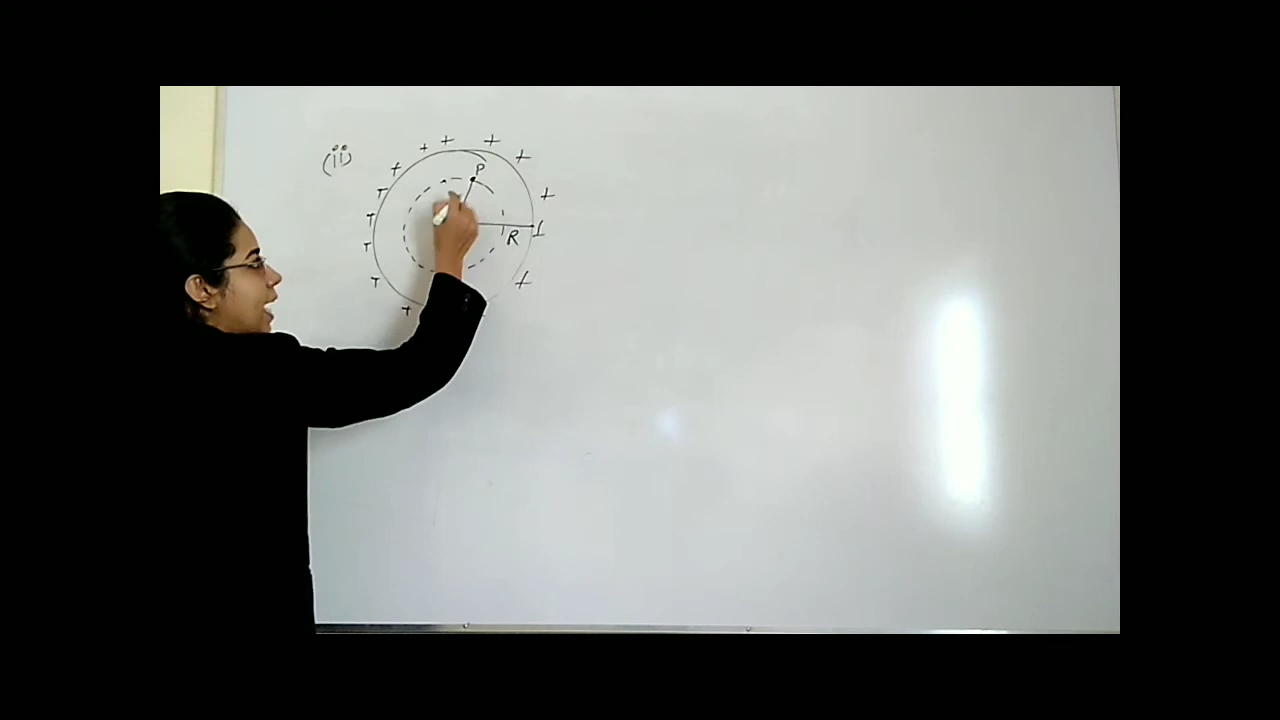 (ii)
+ + + +
+ P
+ +
+
+ R +
+
+ +
+